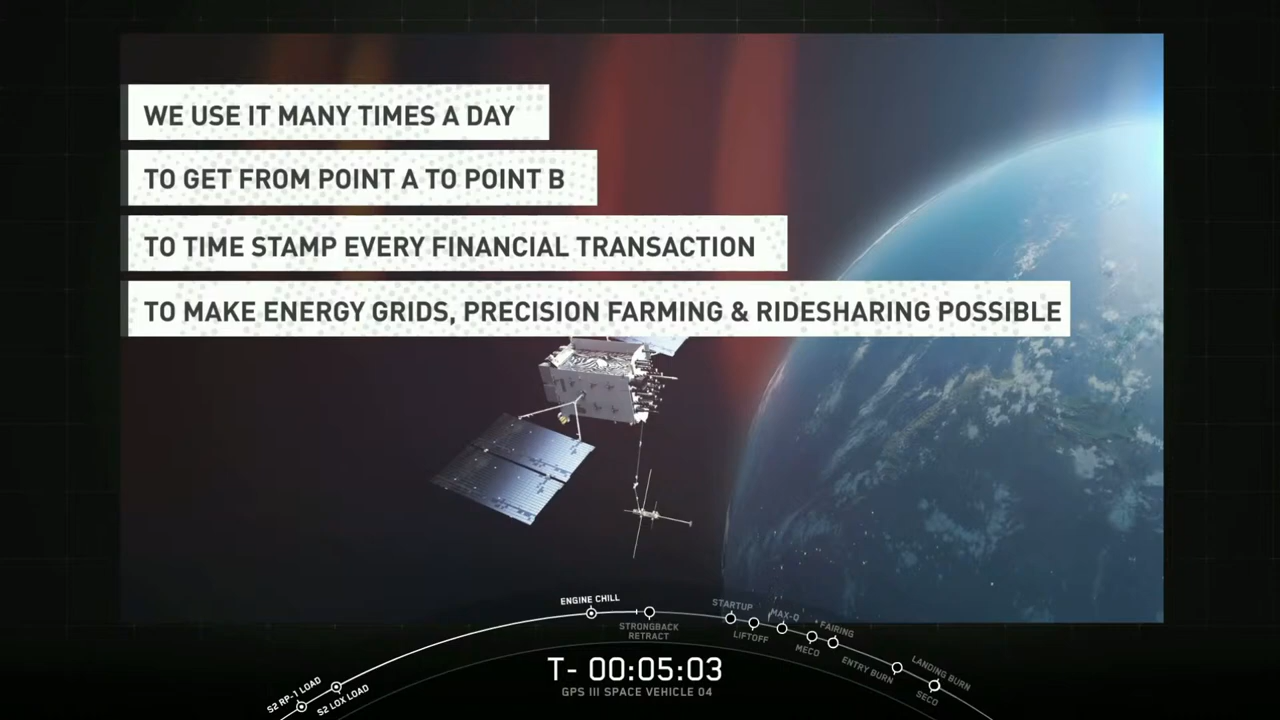 WE USE IT MANY TIMES A DAY
TO GET FROM POINT A TO POINT B
TO TIME STAMP EVERY FINANCIAL TRANSACTION
TO MAKE ENERGY GRIDS, PRECISION FARMING & RIDESHARING POSSIBLE
S2 RP-1 LOAD
S2 LOX LOAD
ENGINE CHILL
STRONGBACK
RETRACT
STARTUP
LIFTOFF
MAX-Q
MECO
FAIRING
ENTRY BURN
LANDING BURN
SECO
T- 00:05:03
GPS III SPACE VEHICLE 04